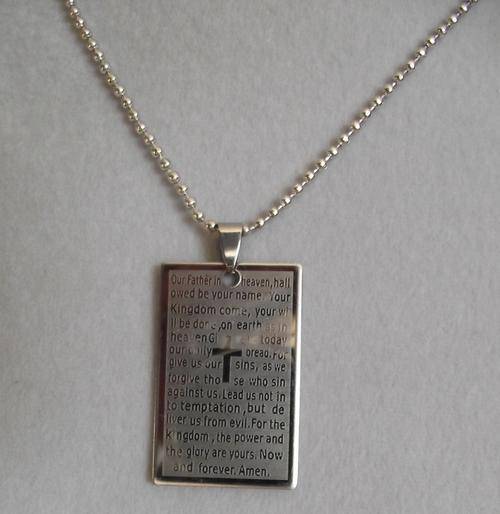 Our Father in heaven, hall
owed be your name. Your
Kingdom come, your wi
ll be done, on earth as in
heaven G today
our daily bread. For
give us our sins, as we
forgive tho se who sin
against us. Lead us not in
to temptation, but de
liver us from evil. For the
kingdom, the power and
the glory are yours. Now
and forever. Amen.